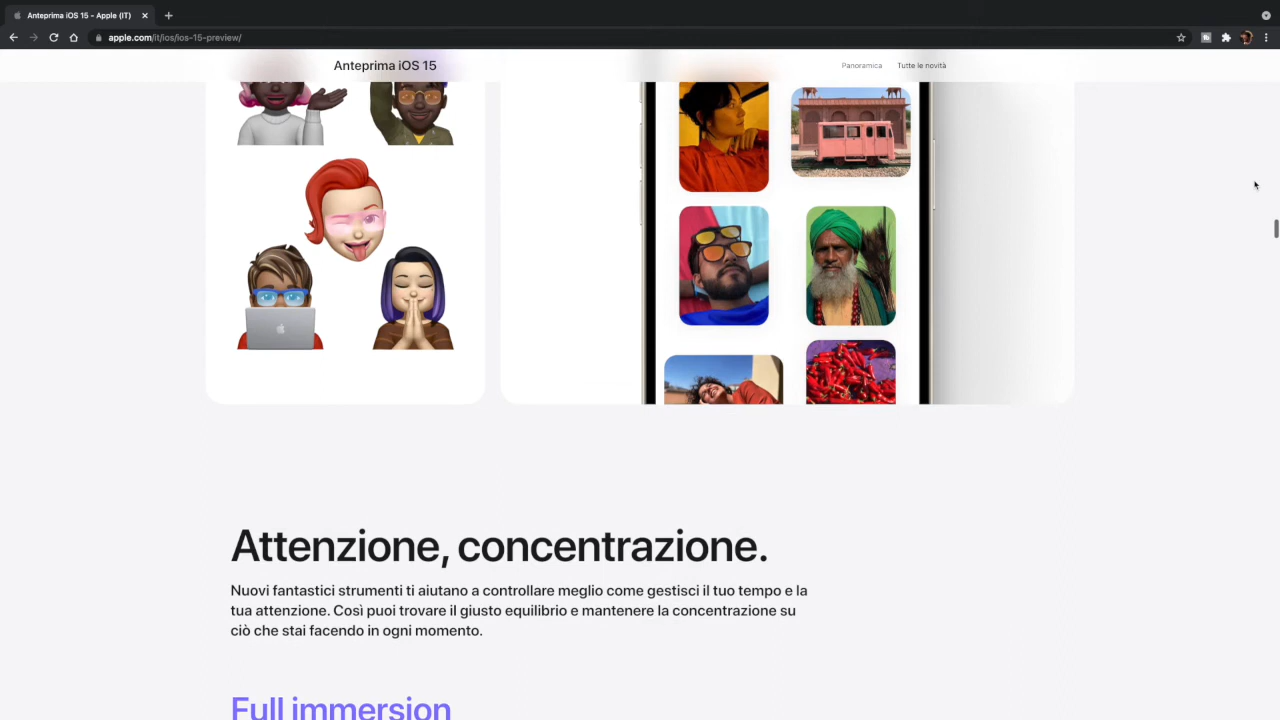 Anteprima iOS 15 - Apple (IT)
apple.com/it/ios/ios-15-preview/
Anteprima iOS 15
Panoramica
Tutte le novità
Attenzione, concentrazione.
Nuovi fantastici strumenti ti aiutano a controllare meglio come gestisci il tuo tempo e la
tua attenzione. Così puoi trovare il giusto equilibrio e mantenere la concentrazione su
ciò che stai facendo in ogni momento.
Full immersion